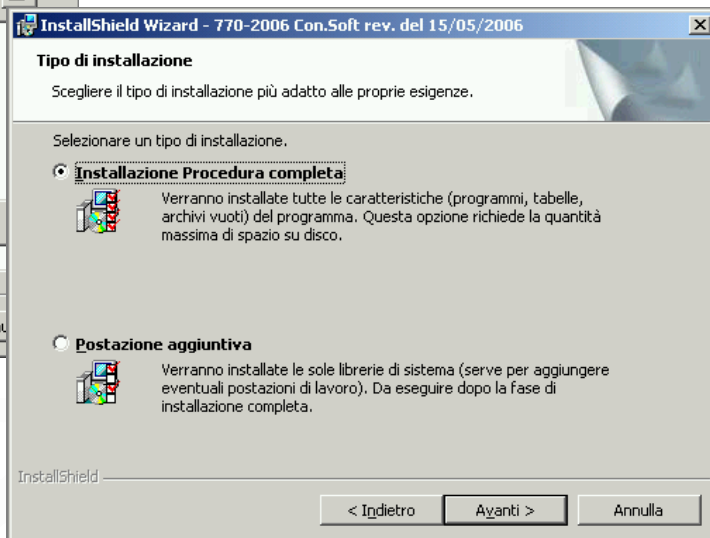 InstallShield Wizard - 770-2006 Con.Soft rev. del 15/05/2006
Tipo di installazione
Scegliere il tipo di installazione più adatto alle proprie esigenze.
Selezionare un tipo di installazione.
Installazione Procedura completa
Verranno installate tutte le caratteristiche (programmi, tabelle,
archivi vuoti) del programma. Questa opzione richiede la quantità
massima di spazio su disco.
Postazione aggiuntiva
Verranno installate le sole librerie di sistema (serve per aggiungere
eventuali postazioni di lavoro). Da eseguire dopo la fase di
installazione completa.
InstallShield
< Indietro
Avanti >
Annulla